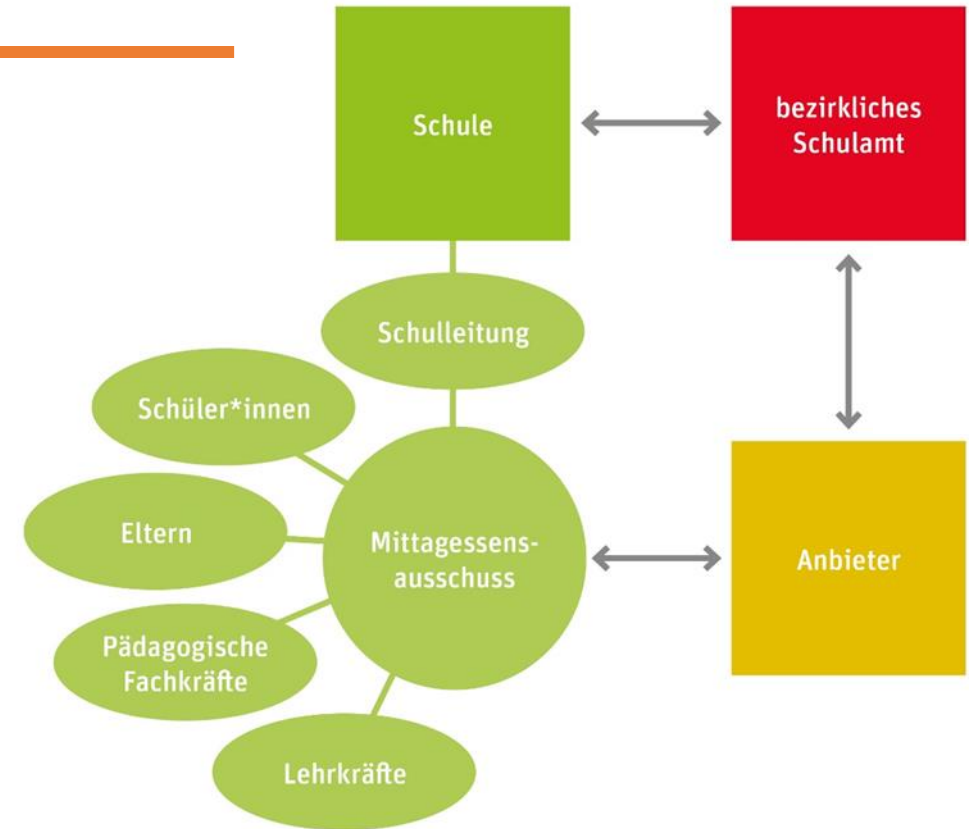 Schule
bezirkliches
Schulamt
Schulleitung
Schüler*innen
Eltern
Mittagessens-
ausschuss
Anbieter
Pädagogische
Fachkräfte
Lehrkräfte